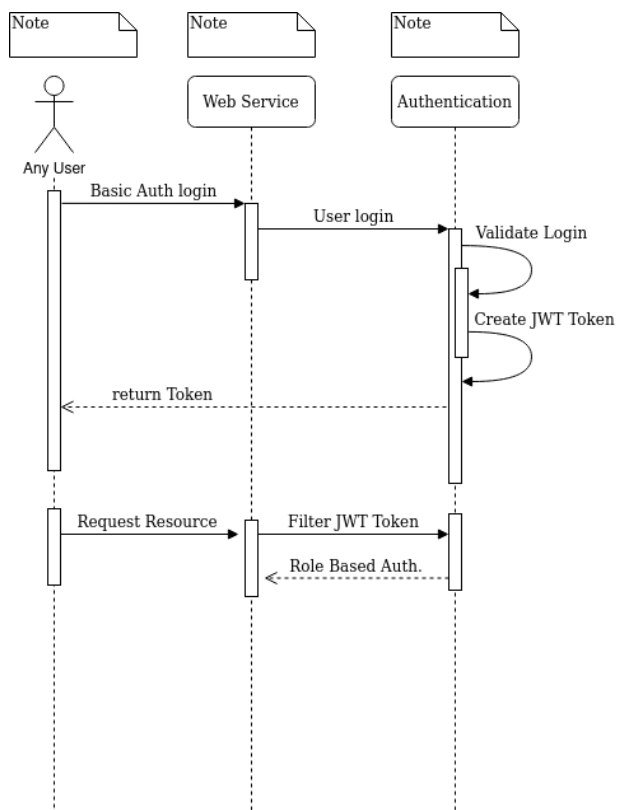 Note
Note
Note
Web Service
Authentication
Any User
Basic Auth login
User login
Validate Login
Create JWT Token
return Token
Request Resource
Filter JWT Token
Role Based Auth.